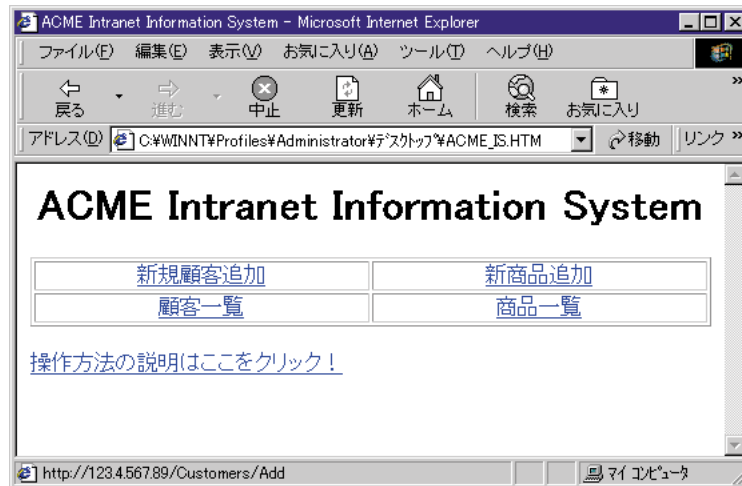 ACME Intranet Information System - Microsoft Internet Explorer
ファイル(F) 編集(E) 表示(V) お気に入り(A) ツール(T) ヘルプ(H)
戻る 進む 中止 更新 ホーム 検索 お気に入り »
アドレス(D) C:¥WINNT¥Profiles¥Administrator¥デスクトップ¥ACME_IS.HTM 移動 リンク »
ACME Intranet Information System
新規顧客追加 新商品追加
顧客一覧 商品一覧
操作方法の説明はここをクリック！
http://123.4.567.89/Customers/Add マイ コンピュータ